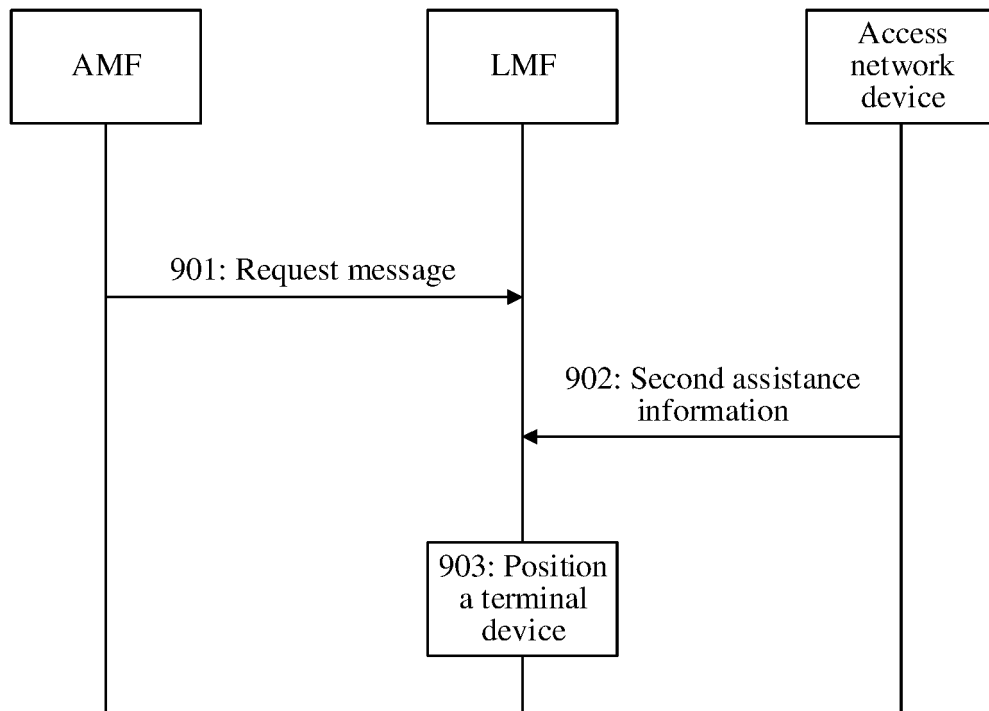 AMF
LMF
Access
network
device
901: Request message
902: Second assistance
information
903: Position
a terminal
device